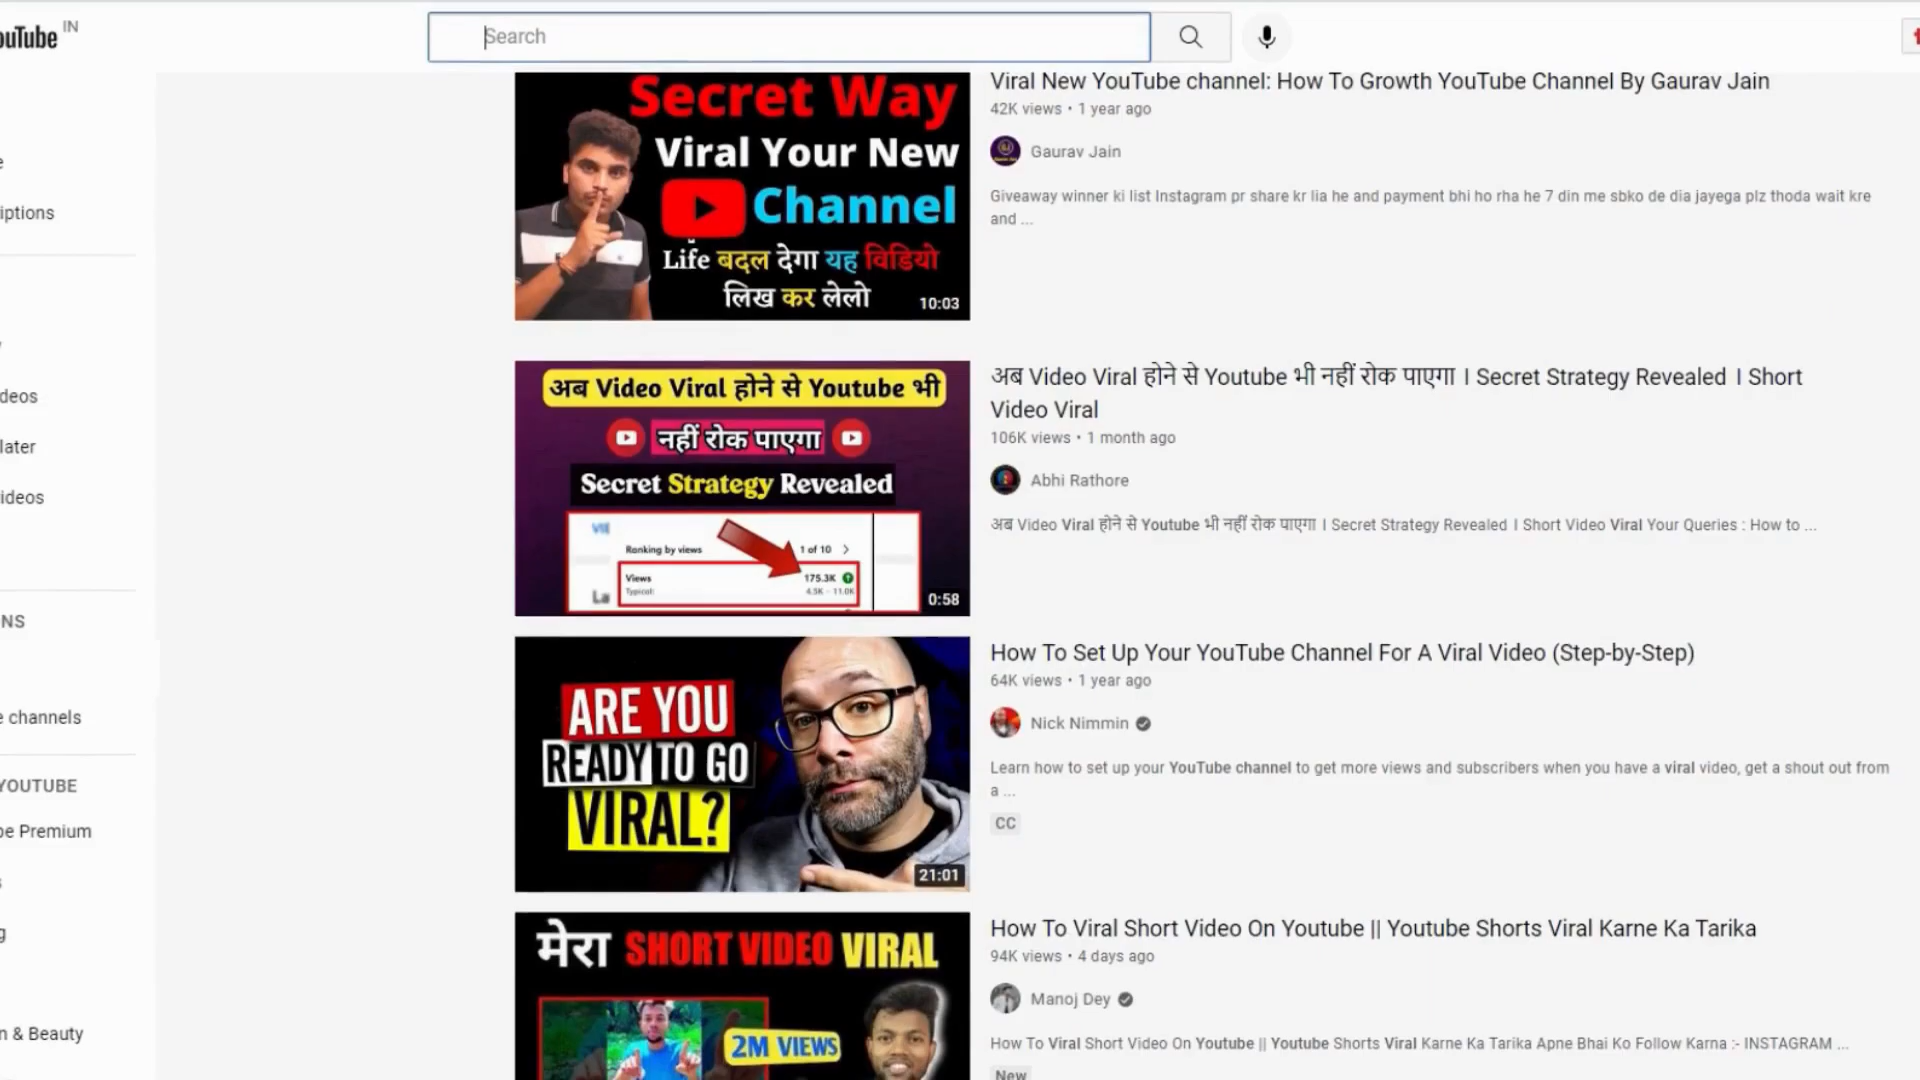 ouTube IN
Search
Secret Way
Viral Your New
Channel
Life बदल देगा यह विडियो
लिख कर लेलो
10:03
Viral New YouTube channel: How To Growth YouTube Channel By Gaurav Jain
42K views • 1 year ago
Gaurav Jain
Giveaway winner ki list Instagram pr share kr lia he and payment bhi ho rha he 7 din me sbko de dia jayega plz thoda wait kre
and ...
iptions
deos
later
ideos
NS
e channels
YOUTUBE
be Premium
n & Beauty
अब Video Viral होने से Youtube भी
नहीं रोक पाएगा
Secret Strategy Revealed
Ranking by views 1 of 10
Views 175.3K
Typical: 4.5K - 11.0K
La
0:58
अब Video Viral होने से Youtube भी नहीं रोक पाएगा I Secret Strategy Revealed I Short
Video Viral
106K views • 1 month ago
Abhi Rathore
अब Video Viral होने से Youtube भी नहीं रोक पाएगा I Secret Strategy Revealed I Short Video Viral Your Queries : How to ...
ARE YOU
READY TO GO
VIRAL?
21:01
How To Set Up Your YouTube Channel For A Viral Video (Step-by-Step)
64K views • 1 year ago
Nick Nimmin
Learn how to set up your YouTube channel to get more views and subscribers when you have a viral video, get a shout out from
a ...
CC
मेरा SHORT VIDEO VIRAL
2M VIEWS
How To Viral Short Video On Youtube || Youtube Shorts Viral Karne Ka Tarika
94K views • 4 days ago
Manoj Dey
How To Viral Short Video On Youtube || Youtube Shorts Viral Karne Ka Tarika Apne Bhai Ko Follow Karna :- INSTAGRAM ...
New